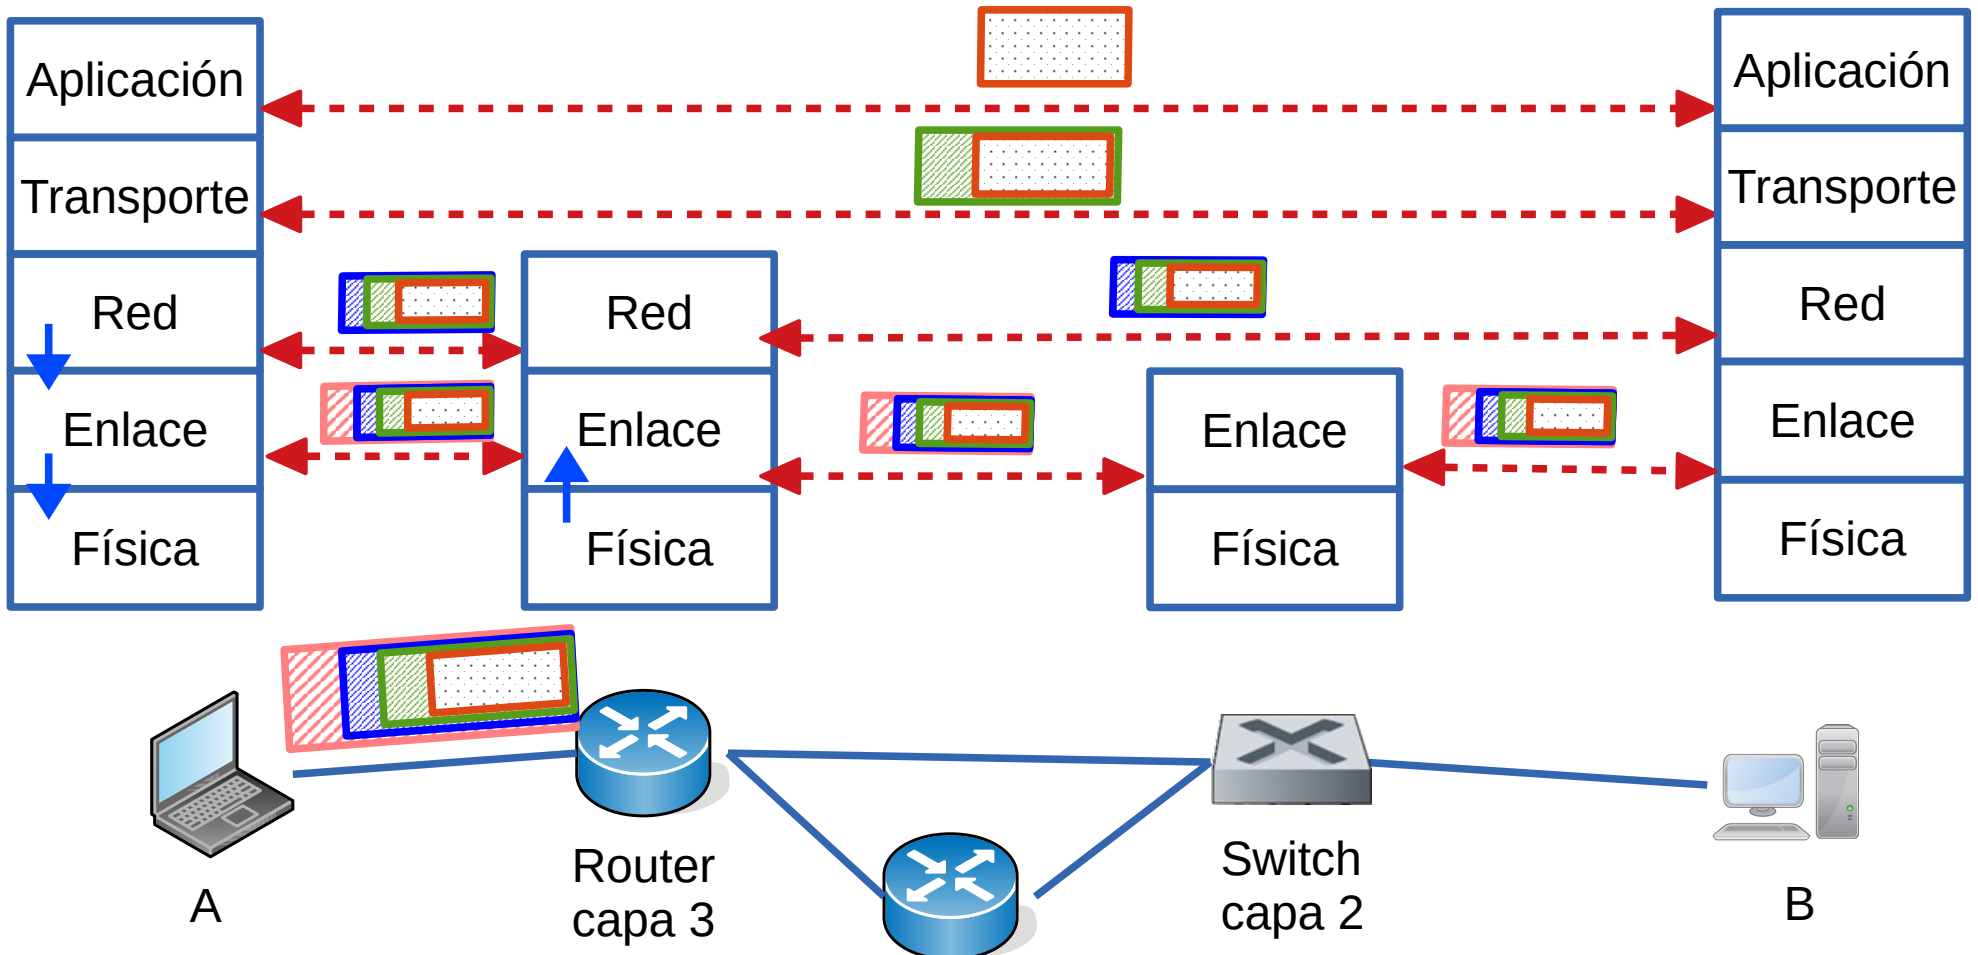 Aplicación
Transporte
Red
Enlace
Física
Red
Enlace
Física
Enlace
Física
Aplicación
Transporte
Red
Enlace
Física
A
Router
capa 3
Switch
capa 2
B